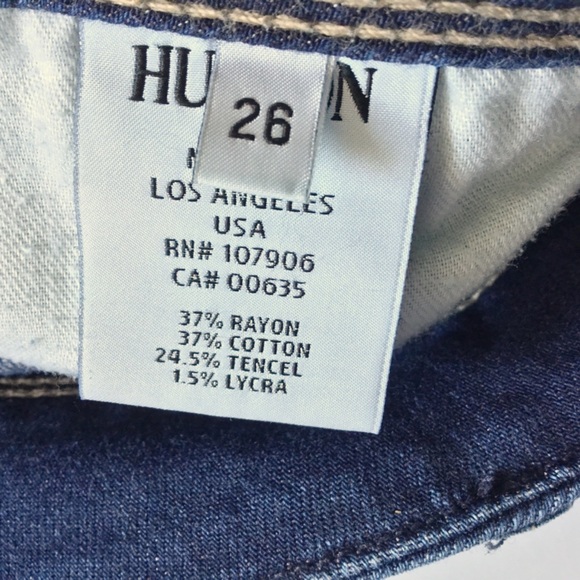 HU
N
26
LOS ANGELES
USA
RN# 107906
CA# 00635
37% RAYON
37% COTTON
24.5% TENCEL
1.5% LYCRA